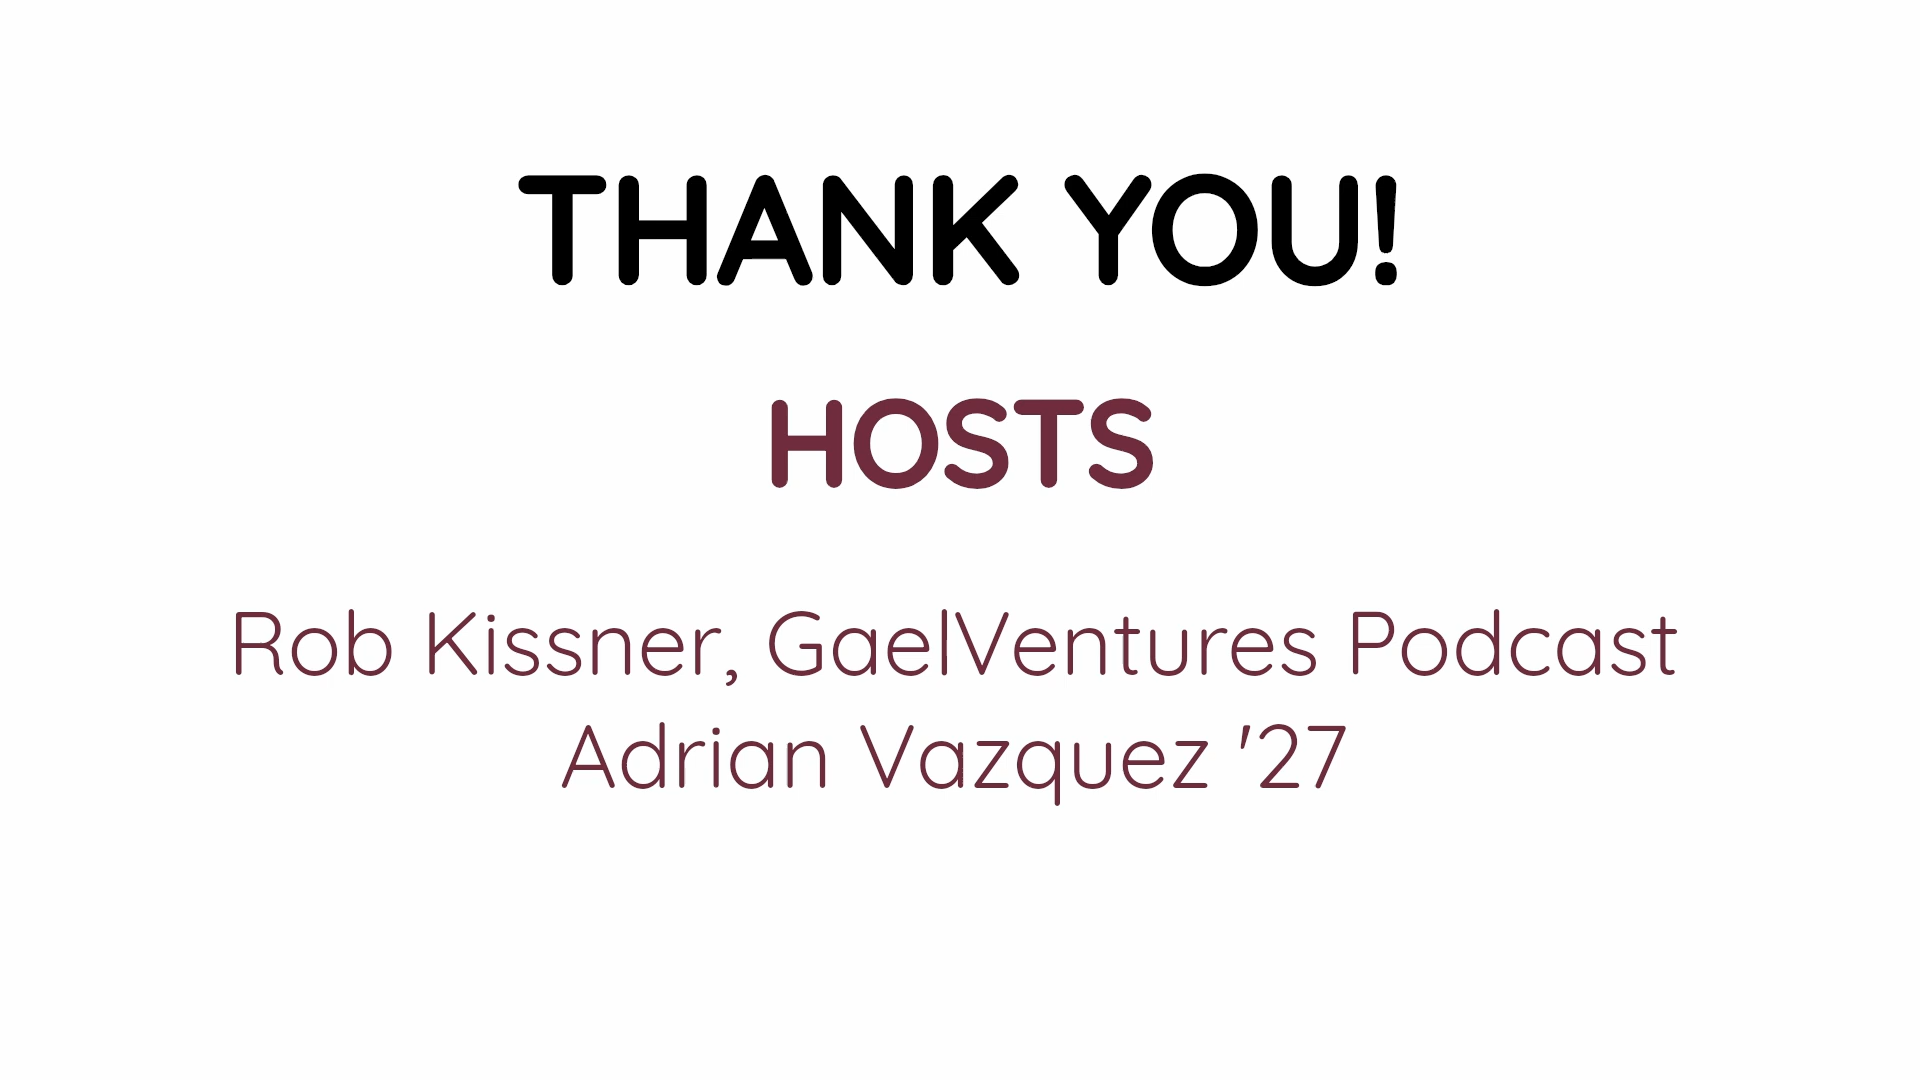 THANK YOU!
HOSTS
Rob Kissner, GaelVentures Podcast
Adrian Vazquez '27